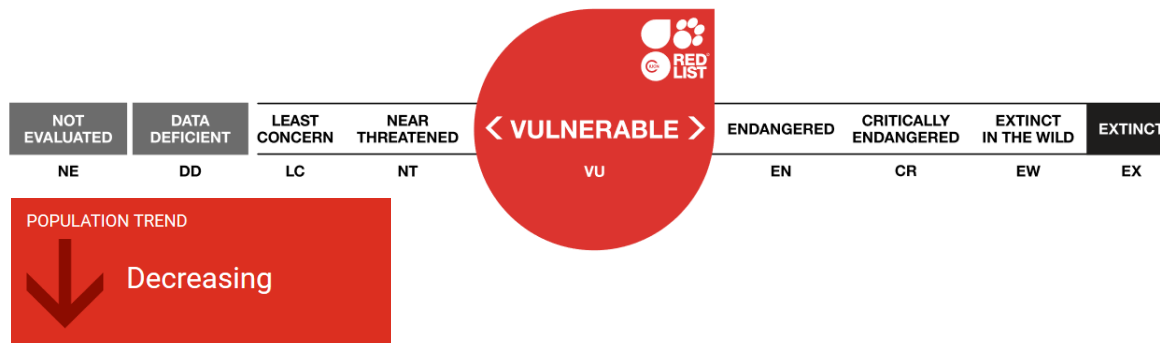 RED
LIST
NOT
EVALUATED
DATA
DEFICIENT
LEAST
CONCERN
NEAR
THREATENED
< VULNERABLE >
ENDANGERED
CRITICALLY
ENDANGERED
EXTINCT
IN THE WILD
EXTINCT
NE
DD
LC
NT
VU
EN
CR
EW
EX
POPULATION TREND
Decreasing